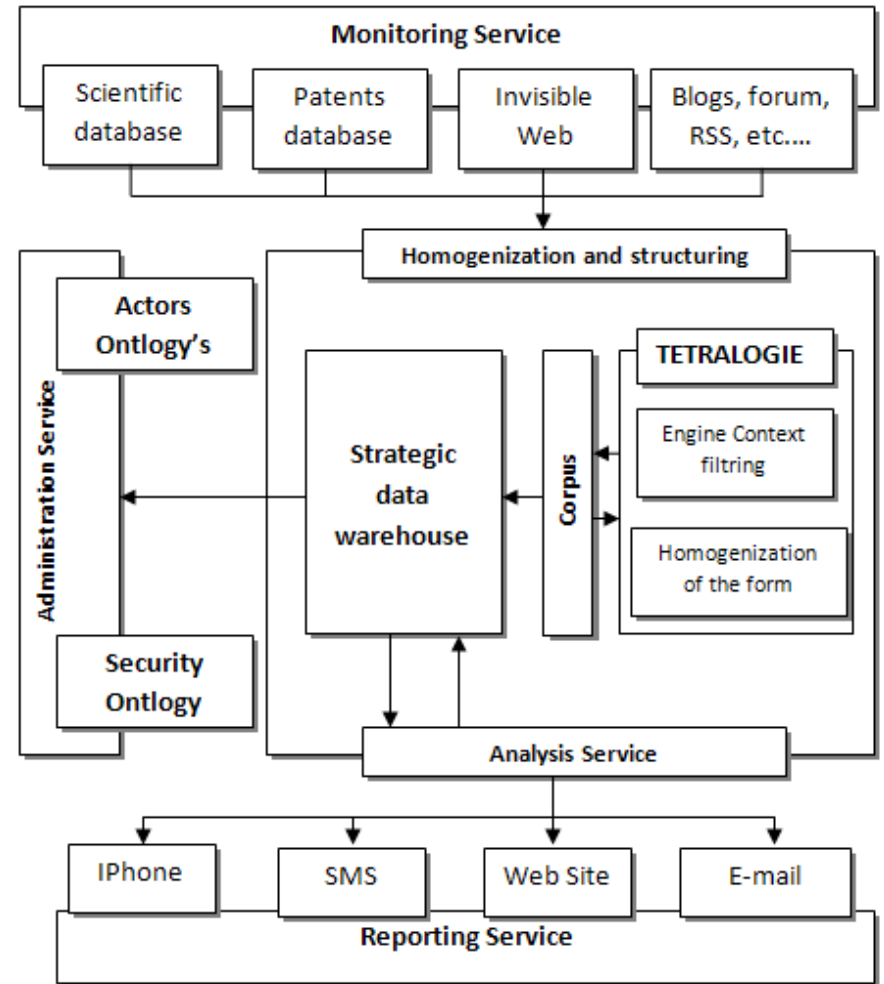 Monitoring Service
Scientific
database
Patents
database
Invisible
Web
Blogs, forum,
RSS, etc....
Homogenization and structuring
Administration Service
Actors
Ontlogy’s
Security
Ontlogy
Strategic
data
warehouse
Corpus
TETRALOGIE
Engine Context
filtring
Homogenization
of the form
Analysis Service
IPhone
SMS
Web Site
E-mail
Reporting Service